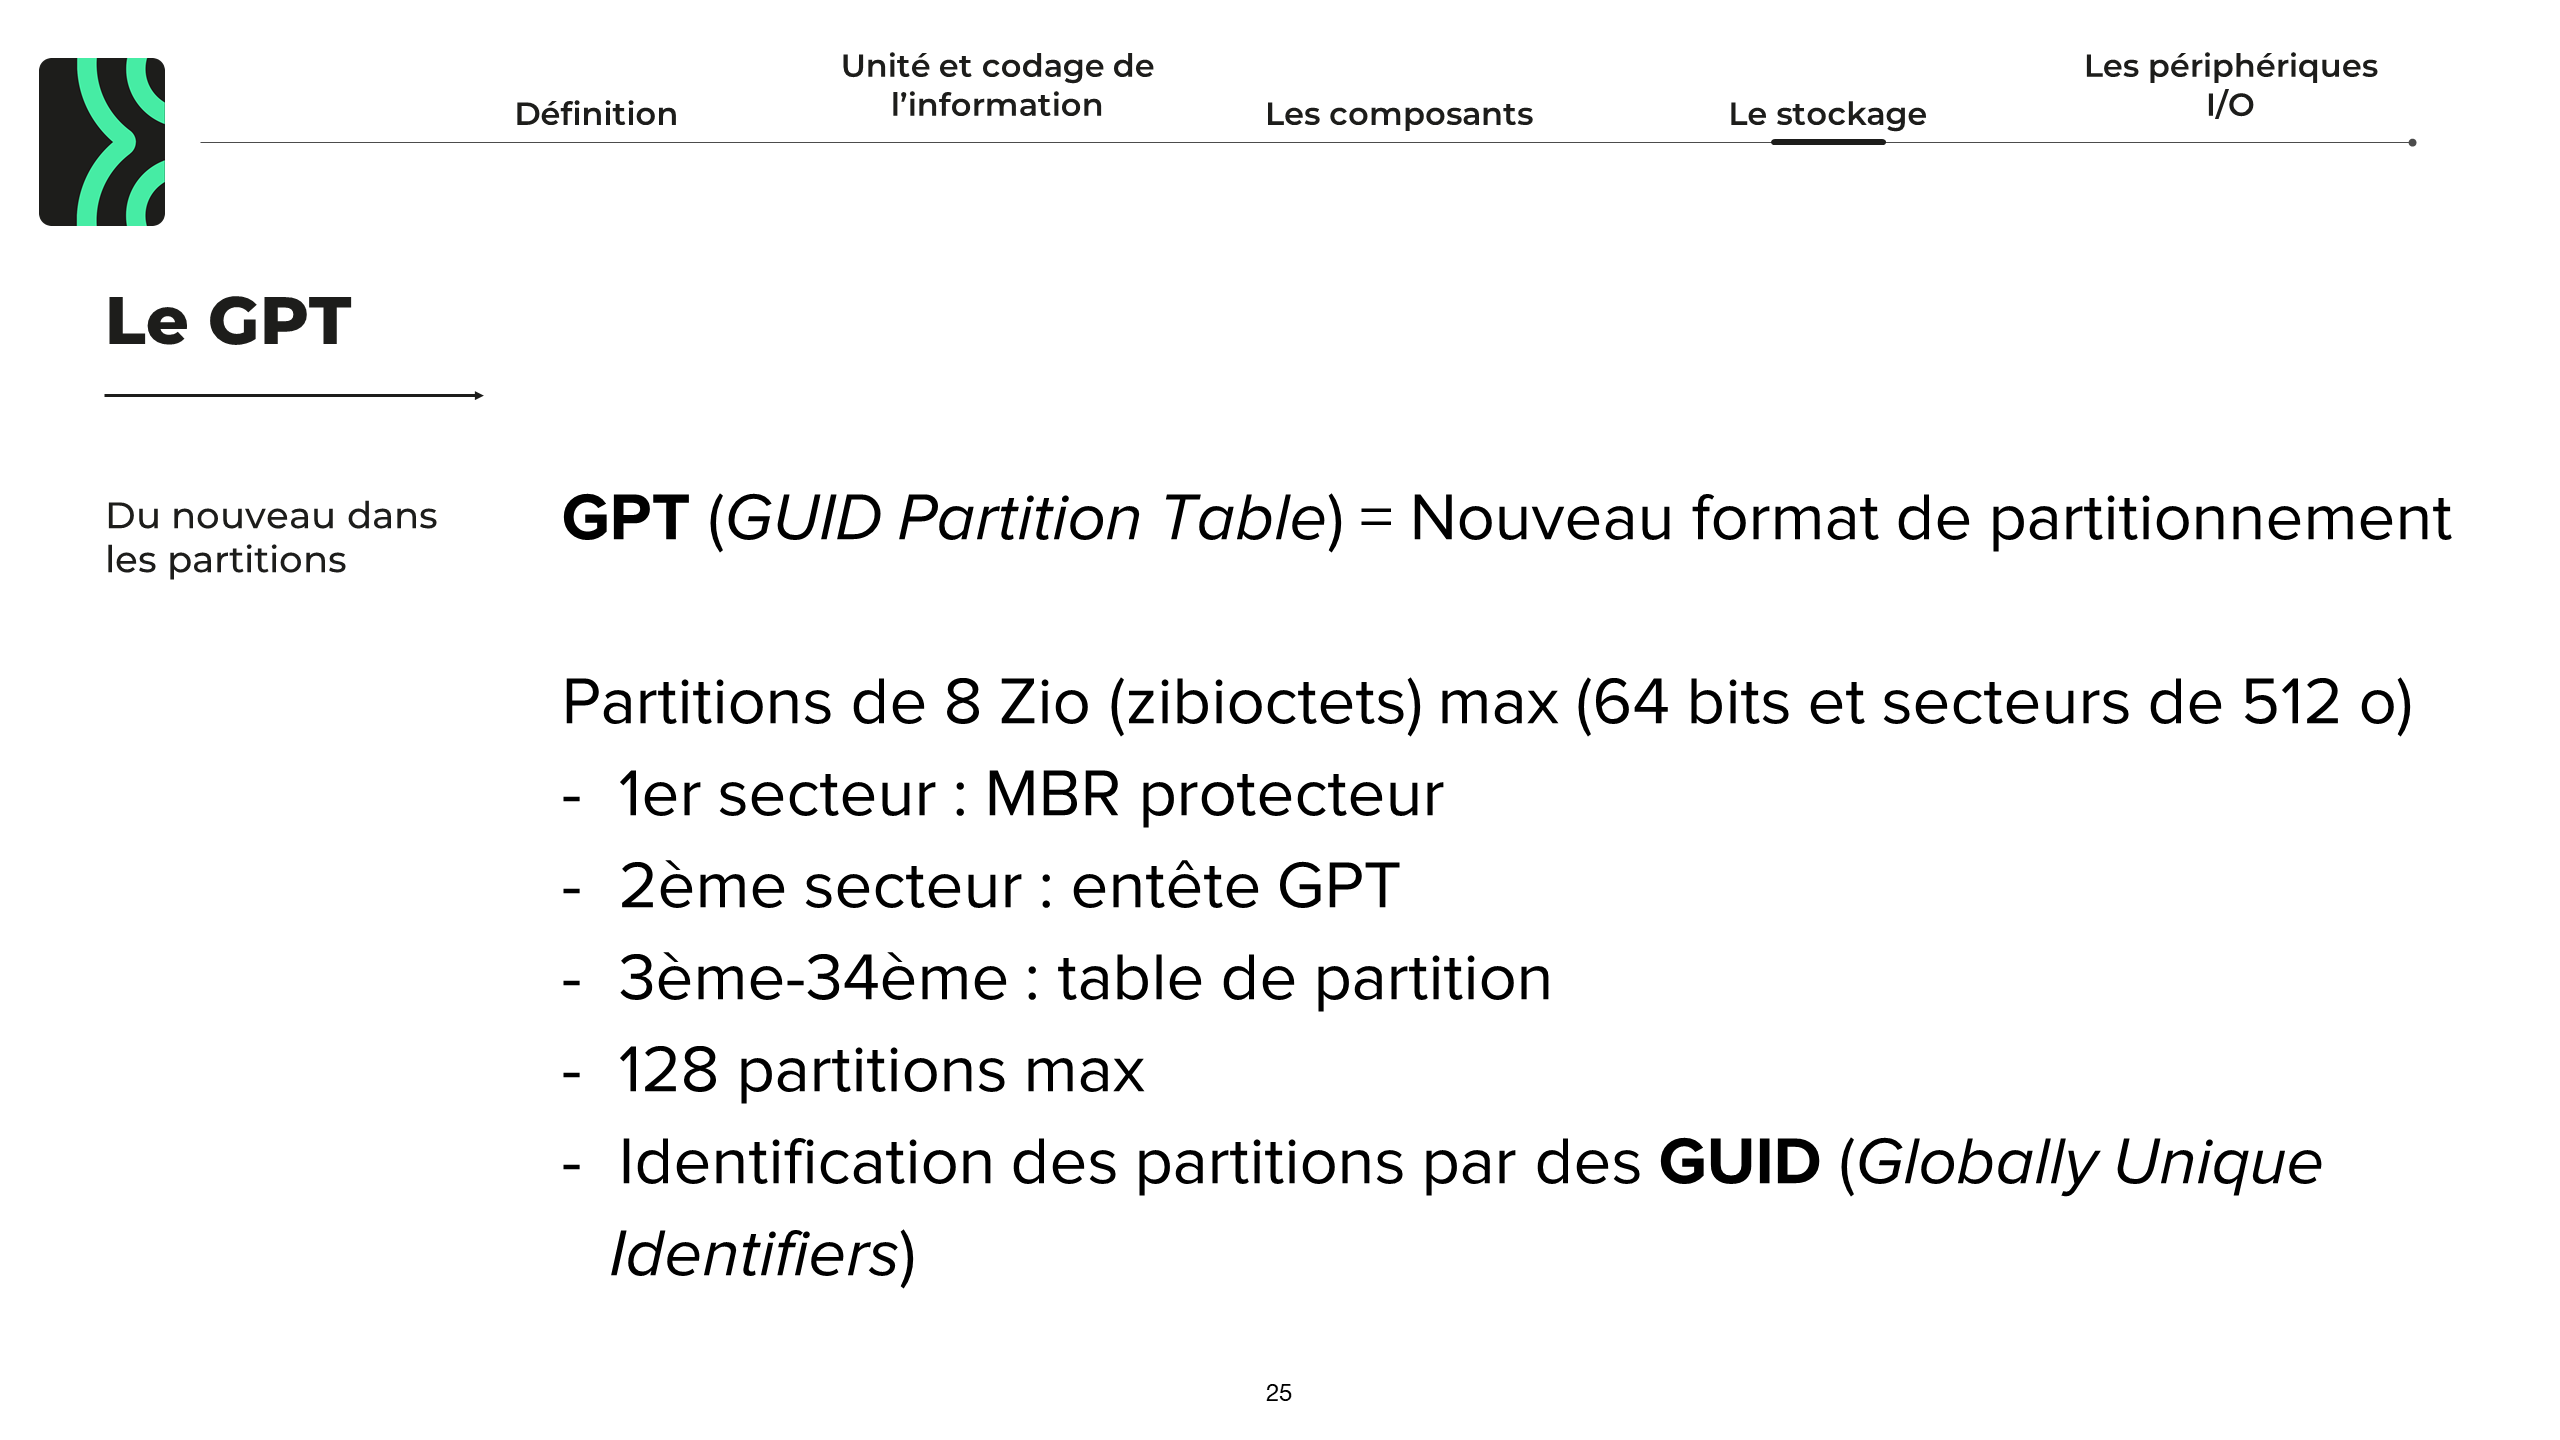 Définition
Unité et codage de
l’information
Les composants
Le stockage
Les périphériques
I/O
Le GPT
Du nouveau dans
les partitions
GPT (GUID Partition Table) = Nouveau format de partitionnement
Partitions de 8 Zio (zibioctets) max (64 bits et secteurs de 512 o)
- 1er secteur : MBR protecteur
- 2ème secteur : entête GPT
- 3ème-34ème : table de partition
- 128 partitions max
- Identification des partitions par des GUID (Globally Unique
Identifiers)
25